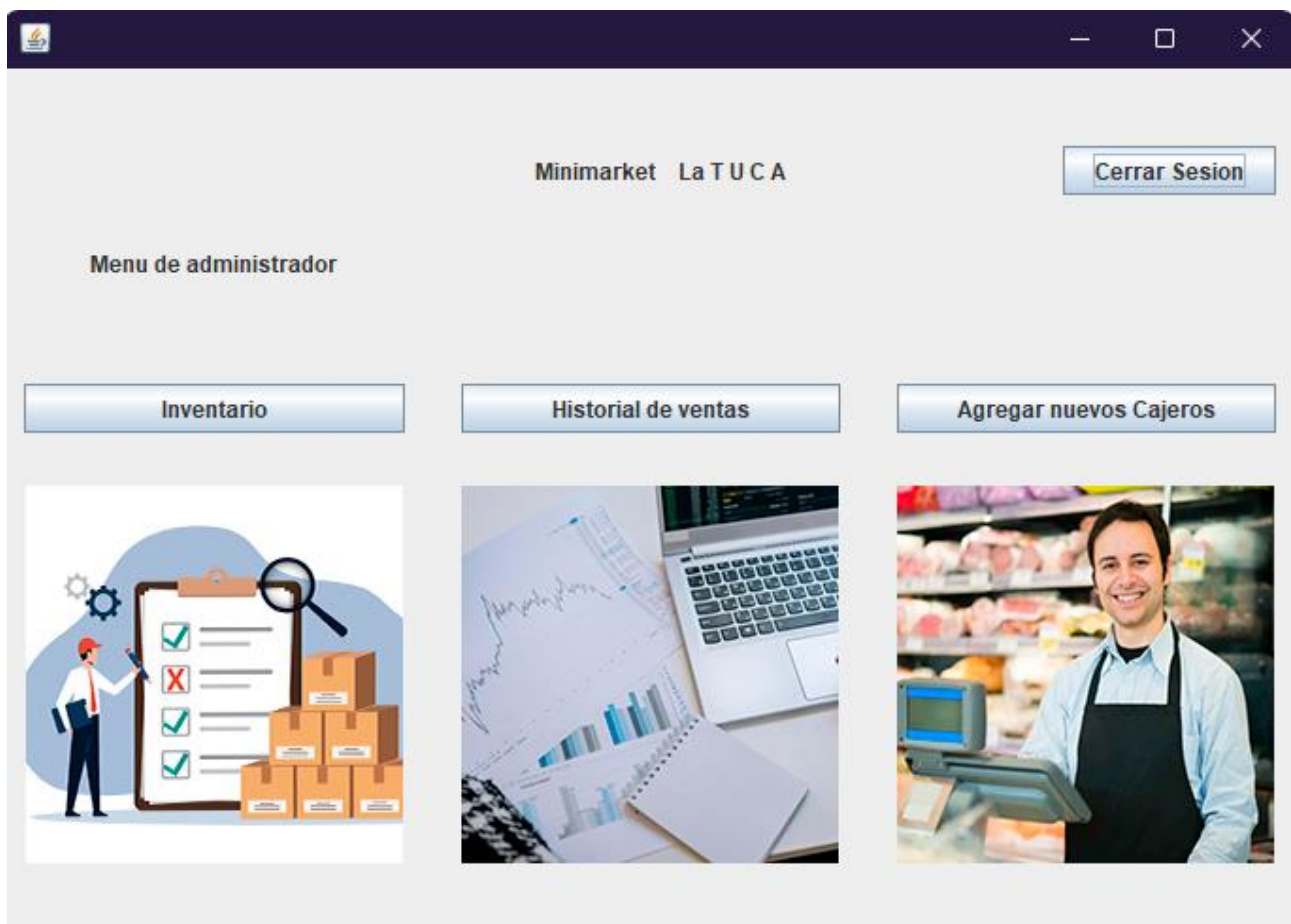 Minimarket La T U C A
Cerrar Sesion
Menu de administrador
Inventario
Historial de ventas
Agregar nuevos Cajeros